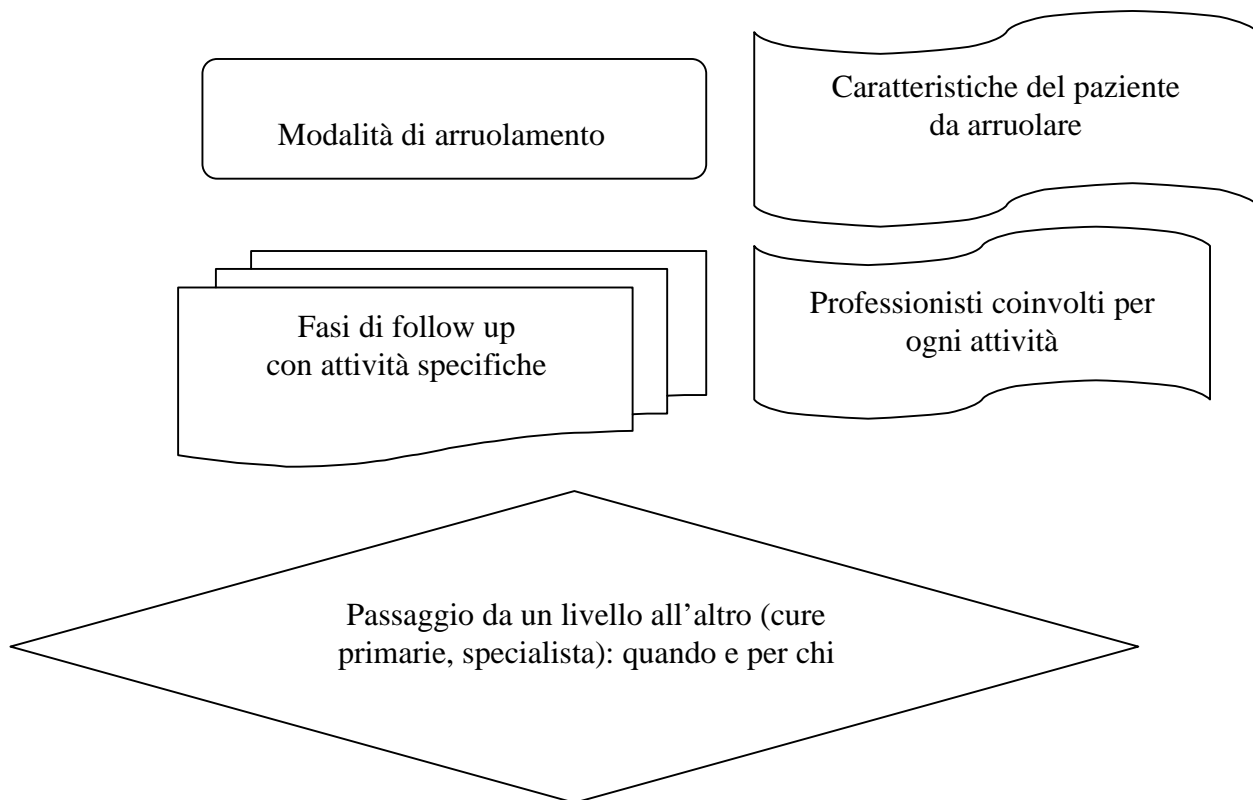 Modalità di arruolamento
Caratteristiche del paziente
da arruolare
Fasi di follow up
con attività specifiche
Professionisti coinvolti per
ogni attività
Passaggio da un livello all’altro (cure
primarie, specialista): quando e per chi